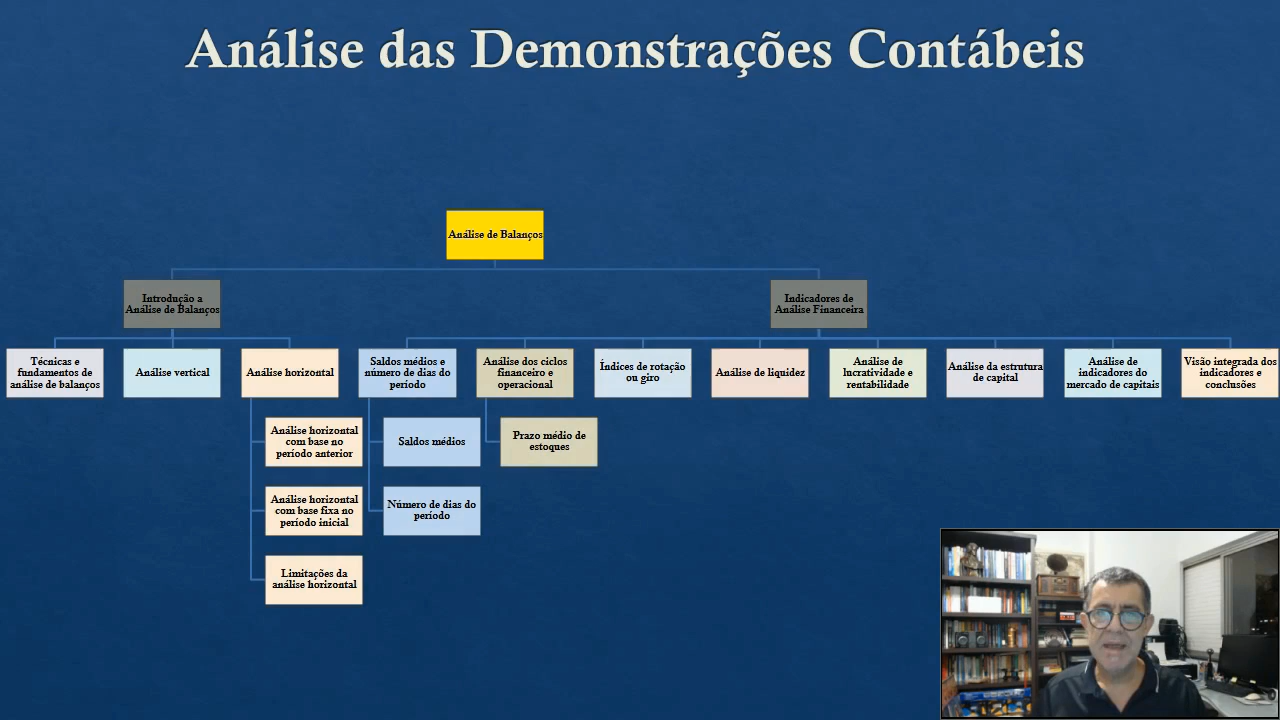 Análise das Demonstrações Contábeis
Análise de Balanços
Introdução a
Análise de Balanços
Indicadores de
Análise Financeira
Técnicas e
fundamentos de
análise de balanços
Análise vertical
Análise horizontal
Saldos médios e
número de dias do
período
Análise dos ciclos
financeiro e
operacional
Índices de rotação
ou giro
Análise de liquidez
Análise de
lucratividade e
rentabilidade
Análise da estrutura
de capital
Análise de
indicadores do
mercado de capitais
Visão integrada dos
indicadores e
conclusões
Análise horizontal
com base no
período anterior
Saldos médios
Prazo médio de
estoques
Análise horizontal
com base fixa no
período inicial
Número de dias do
período
Limitações da
análise horizontal